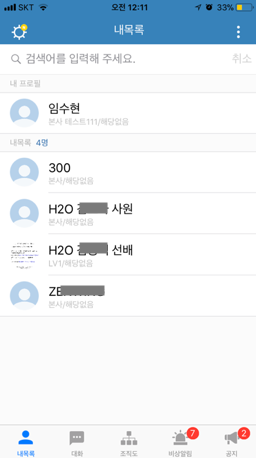 SKT 오전 12:11 33%
내목록
검색어를 입력해 주세요. 취소
내 프로필
임수현
본사 테스트111/해당없음
내목록 4명
300
본사/해당없음
H2O 사원
본사/해당없음
H2O 선배
LV1/해당없음
본사/해당없음
7 2
내목록 대화 조직도 비상알림 공지